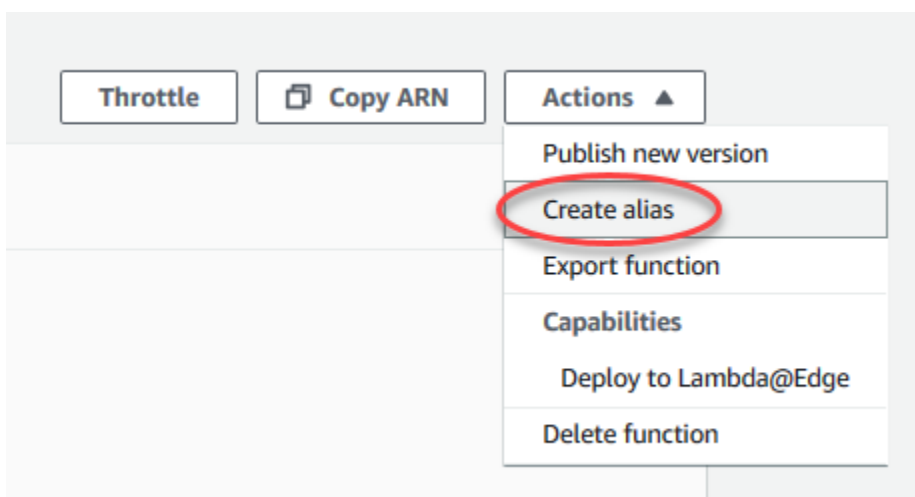 Throttle Copy ARN Actions
Publish new version
Create alias
Export function
Capabilities
Deploy to Lambda@Edge
Delete function